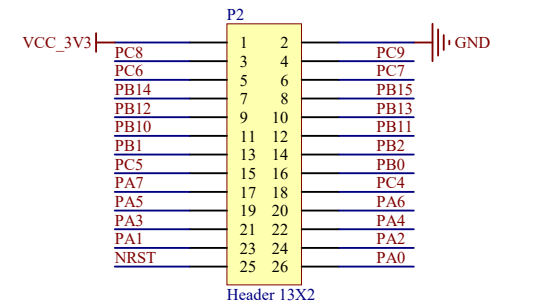 P2
VCC_3V3 1 2 GND
PC8 3 4 PC9
PC6 5 6 PC7
PB14 7 8 PB15
PB12 9 10 PB13
PB10 11 12 PB11
PB1 13 14 PB2
PC5 15 16 PB0
PA7 17 18 PC4
PA5 19 20 PA6
PA3 21 22 PA4
PA1 23 24 PA2
NRST 25 26 PA0
Header 13X2